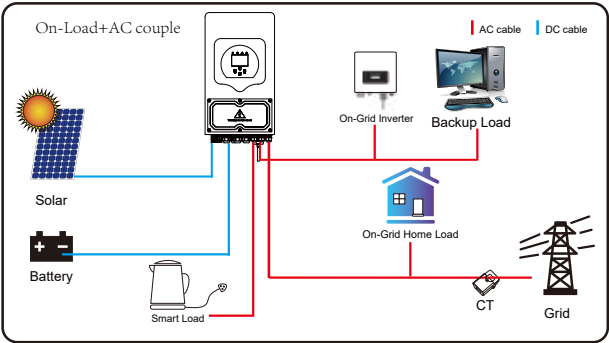 On-Load+AC couple
AC cable
DC cable
On-Grid Inverter
Backup Load
Solar
On-Grid Home Load
Battery
Smart Load
CT
Grid